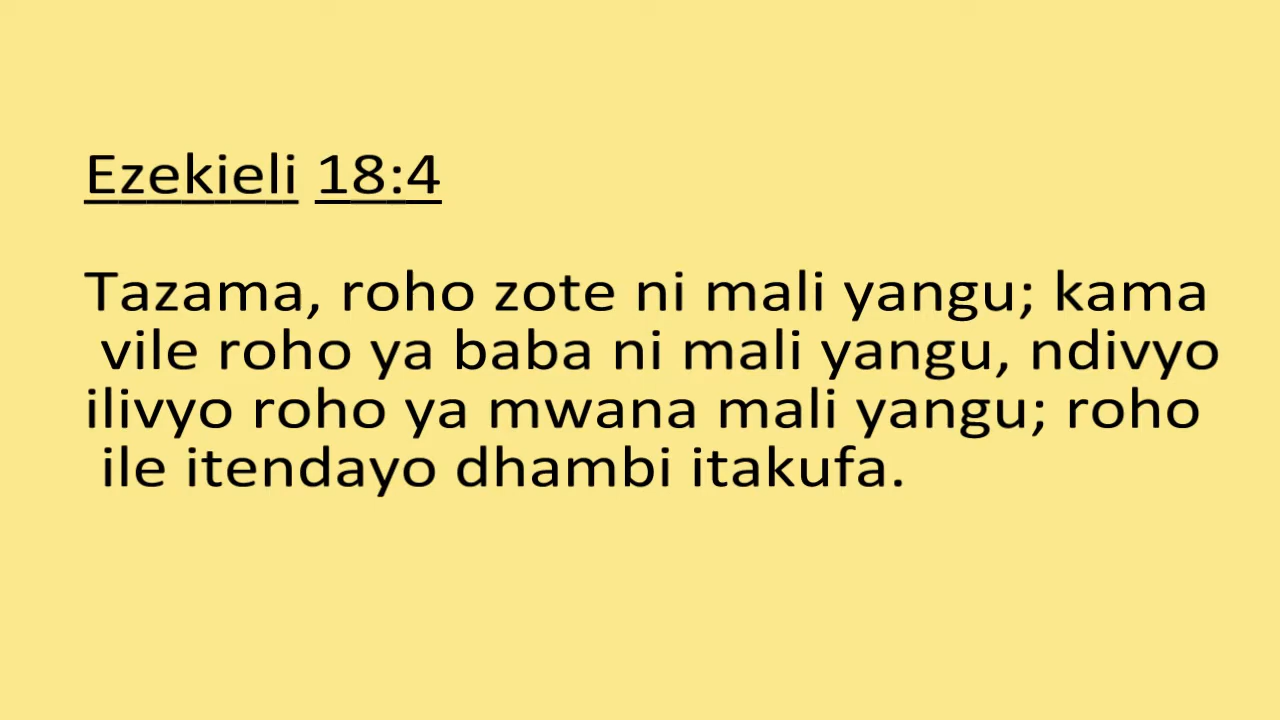 Ezekieli 18:4
Tazama, roho zote ni mali yangu; kama
vile roho ya baba ni mali yangu, ndivyo
ilivyo roho ya mwana mali yangu; roho
ile itendayo dhambi itakufa.